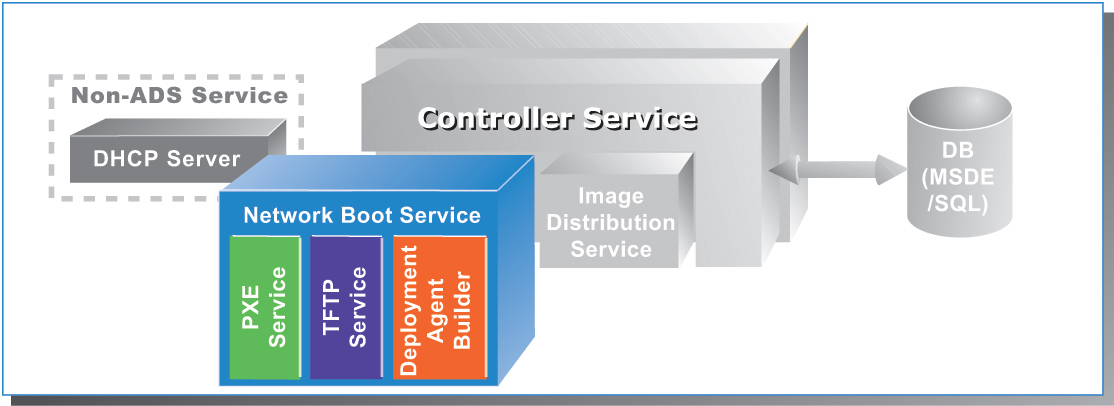 Non-ADS Service
DHCP Server
Controller Service
Network Boot Service
PXE
Service
TFTP
Service
Deployment
Agent
Builder
Image
Distribution
Service
DB
(MSDE
/SQL)